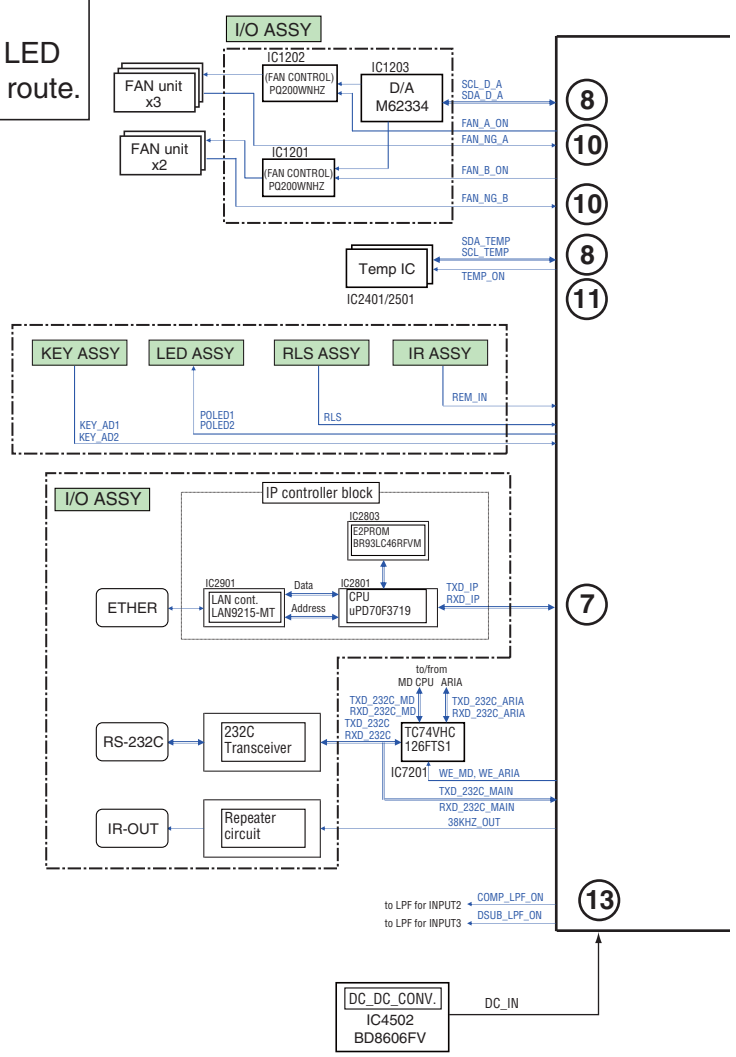 LED
route.
I/O ASSY
IC1202
(FAN CONTROL)
PQ200WNHZ
IC1203
D/A
M62334
FAN unit
x3
SCL_D_A
SDA_D_A
8
FAN_A_ON
FAN_NG_A
10
FAN unit
x2
IC1201
(FAN CONTROL)
PQ200WNHZ
FAN_B_ON
FAN_NG_B
10
Temp IC
IC2401/2501
SDA_TEMP
SCL_TEMP
8
TEMP_ON
11
KEY ASSY
LED ASSY
RLS ASSY
IR ASSY
REM_IN
KEY_AD1
KEY_AD2
POLED1
POLED2
RLS
I/O ASSY
IP controller block
IC2803
E2PROM
BR93LC46RFVM
ETHER
IC2901
LAN cont.
LAN9215-MT
Data
Address
IC2801
CPU
uPD70F3719
TXD_IP
RXD_IP
7
to/from
MD CPU ARIA
TXD_232C_MD
RXD_232C_MD
TXD_232C_ARIA
RXD_232C_ARIA
TXD_232C
RXD_232C
RS-232C
232C
Transceiver
TC74VHC
126FTS1
IC7201
WE_MD, WE_ARIA
TXD_232C_MAIN
RXD_232C_MAIN
IR-OUT
Repeater
circuit
38KHZ_OUT
to LPF for INPUT2
COMP_LPF_ON
13
to LPF for INPUT3
DSUB_LPF_ON
DC_DC_CONV.
IC4502
BD8606FV
DC_IN